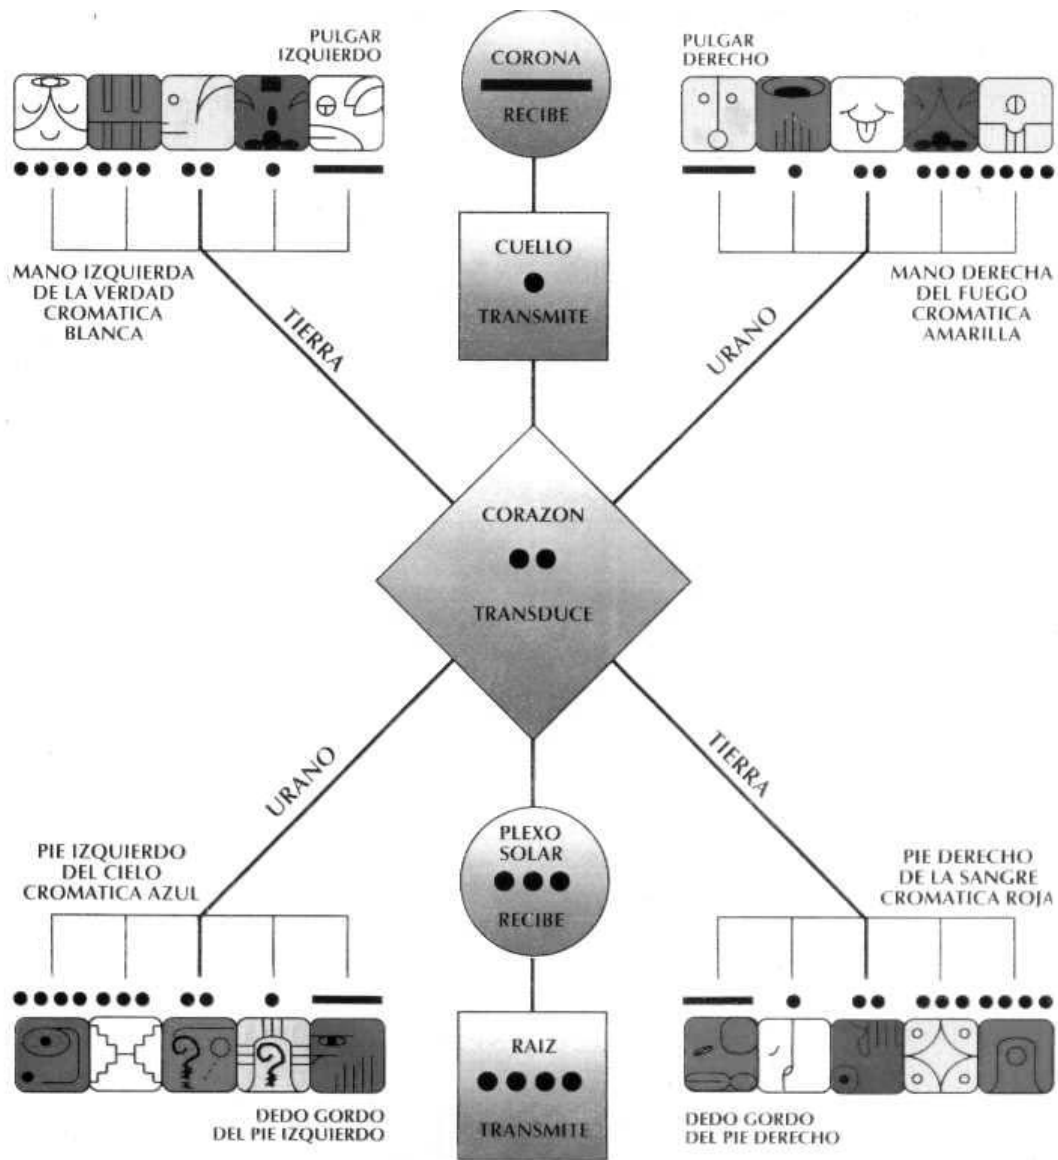 PULGAR
IZQUIERDO
CORONA
RECIBE
PULGAR
DERECHO
CUELLO
TRANSMITE
MANO IZQUIERDA
DE LA VERDAD
CROMATICA
BLANCA
MANO DERECHA
DEL FUEGO
CROMATICA
AMARILLA
TIERRA
URANO
CORAZON
TRANSDUCE
URANO
TIERRA
PIE IZQUIERDO
DEL CIELO
CROMATICA AZUL
PLEXO
SOLAR
RECIBE
PIE DERECHO
DE LA SANGRE
CROMATICA ROJA
RAIZ
TRANSMITE
DEDO GORDO
DEL PIE IZQUIERDO
DEDO GORDO
DEL PIE DERECHO